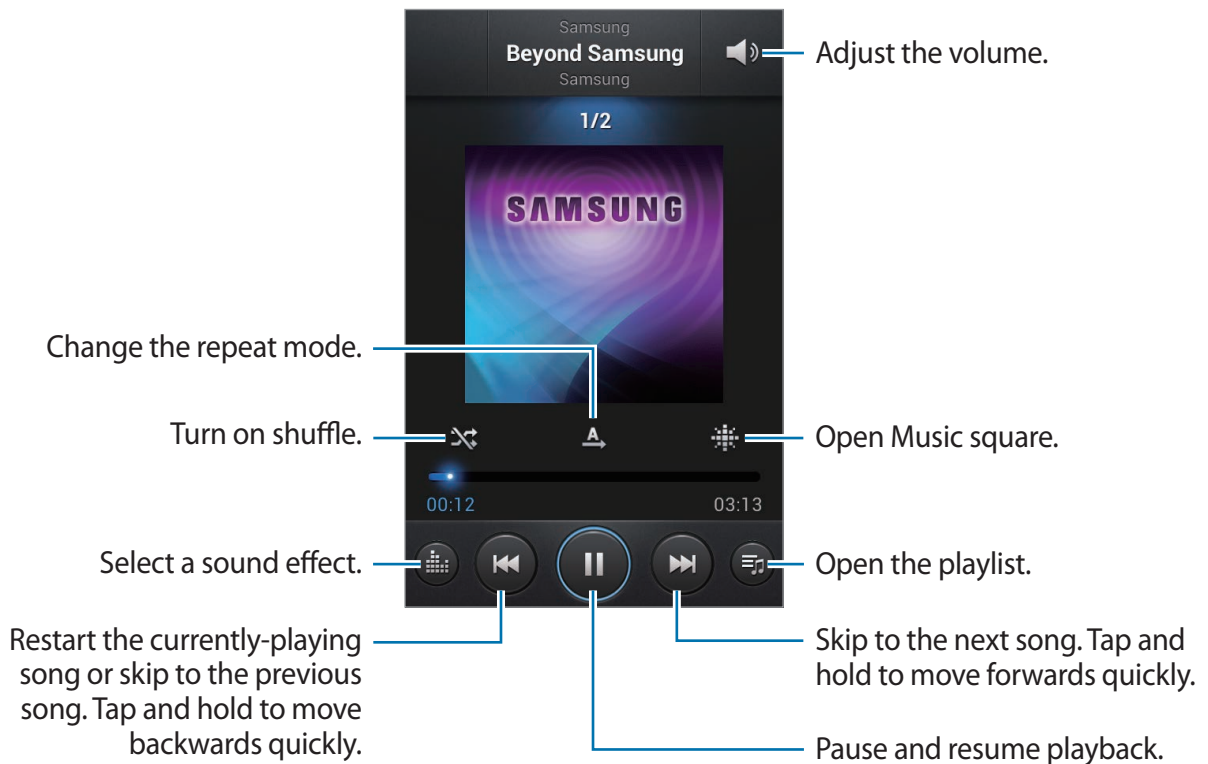 Samsung
Beyond Samsung
Samsung
Adjust the volume.
1/2
SAMSUNG
Change the repeat mode.
A
Turn on shuffle.
Open Music square.
00:12
03:13
Select a sound effect.
Open the playlist.
Restart the currently-playing
song or skip to the previous
song. Tap and hold to move
backwards quickly.
Skip to the next song. Tap and
hold to move forwards quickly.
Pause and resume playback.